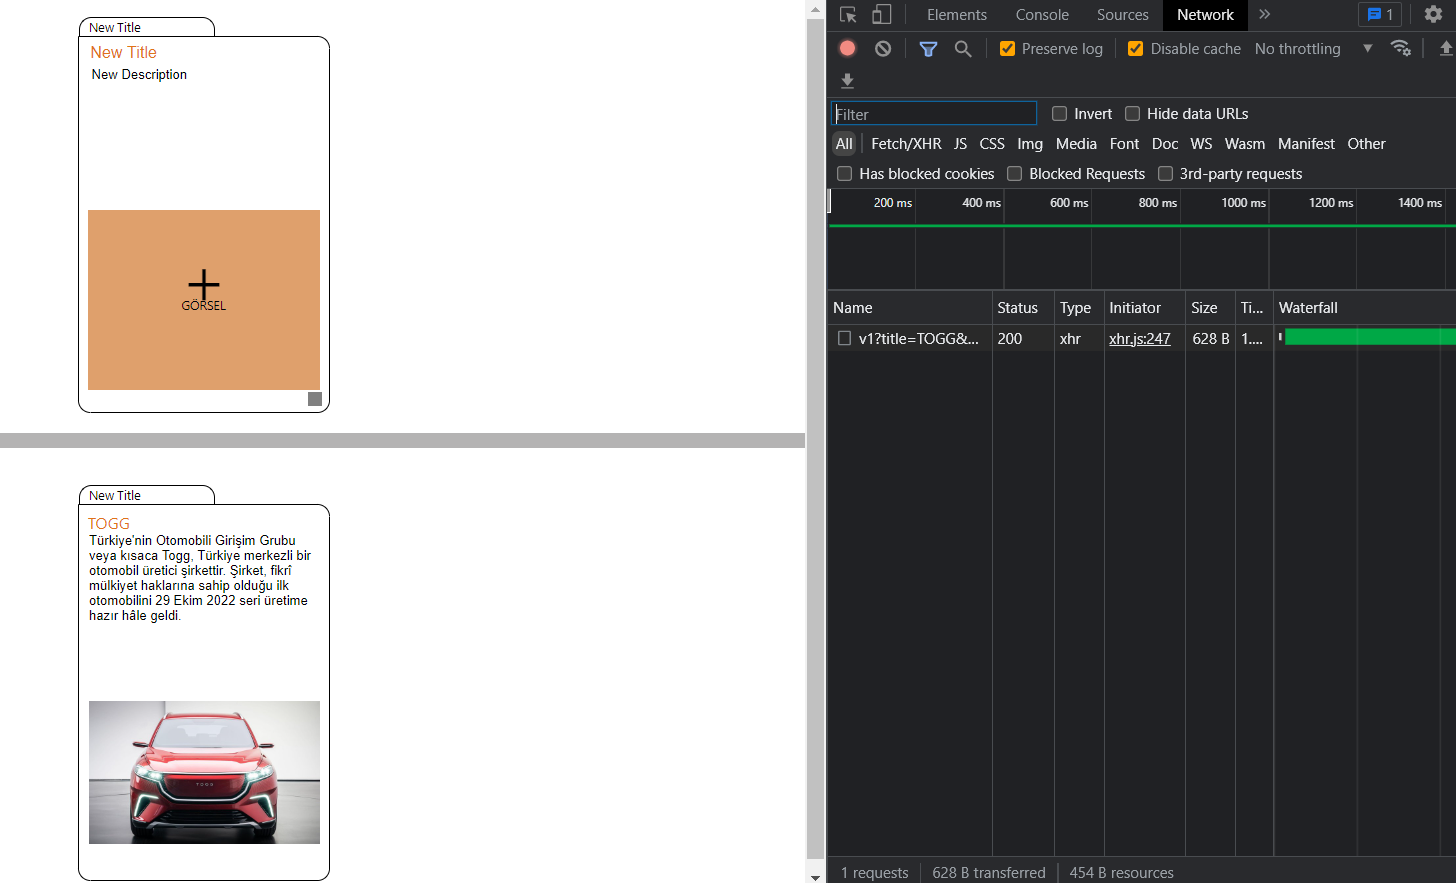 New Title
New Title
New Description
GÖRSEL
New Title
TOGG
Türkiye'nin Otomobili Girişim Grubu
veya kısaca Togg, Türkiye merkezli bir
otomobil üretici şirkettir. Şirket, fikrî
mülkiyet haklarına sahip olduğu ilk
otomobilini 29 Ekim 2022 seri üretime
hazır hâle geldi.
TOGG
Elements Console Sources Network 1
Preserve log Disable cache No throttling
Filter Invert Hide data URLs
All Fetch/XHR JS CSS Img Media Font Doc WS Wasm Manifest Other
Has blocked cookies Blocked Requests 3rd-party requests
200 ms 400 ms 600 ms 800 ms 1000 ms 1200 ms 1400 ms
Name Status Type Initiator Size Ti... Waterfall
v1?title=TOGG&... 200 xhr xhr.js:247 628 B 1....
1 requests 628 B transferred 454 B resources